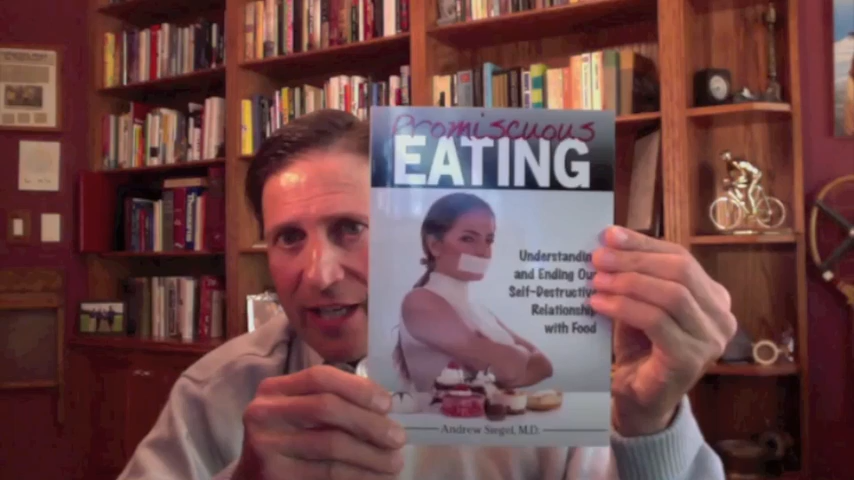 Promiscuous
EATING
Understanding
and Ending Our
Self-Destructive
Relationship
with Food
Andrew Siegel, M.D.